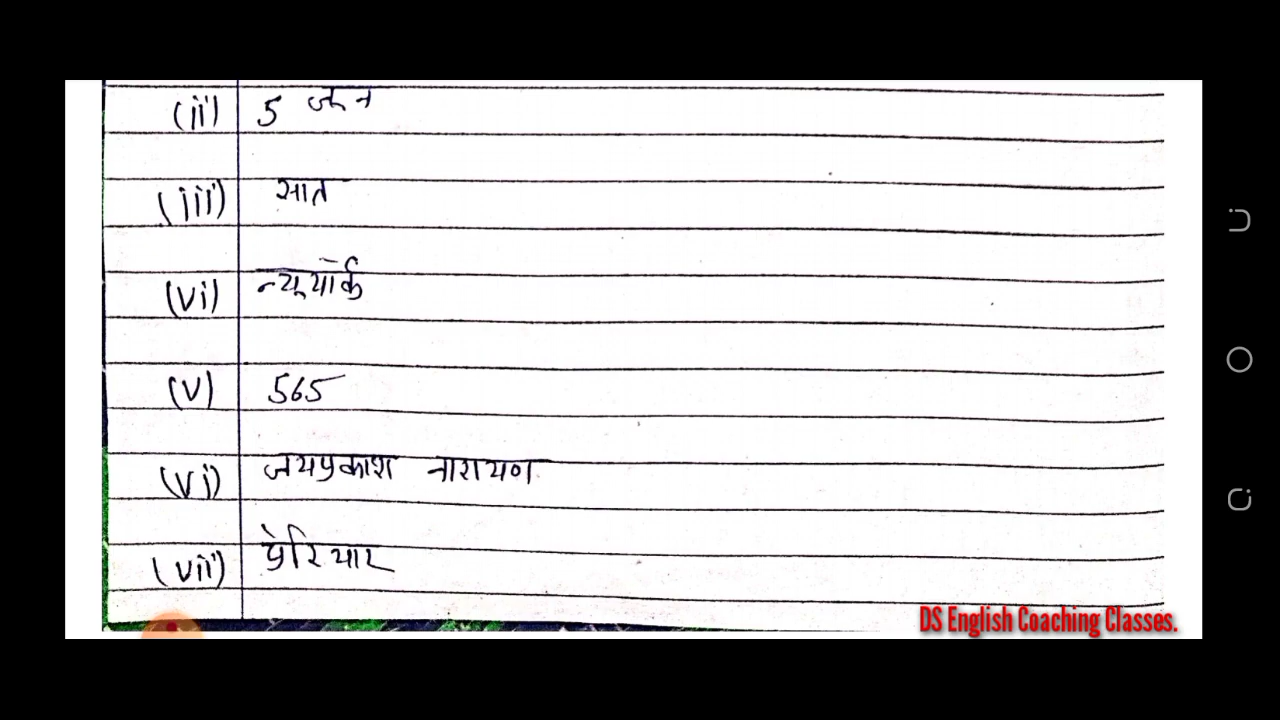 (ii) 5 जून
(iii) सात
(vi) न्यूयॉर्क
(v) 565
(vi) जयप्रकाश नारायण
(vii) पेरियार
DS English Coaching Classes.